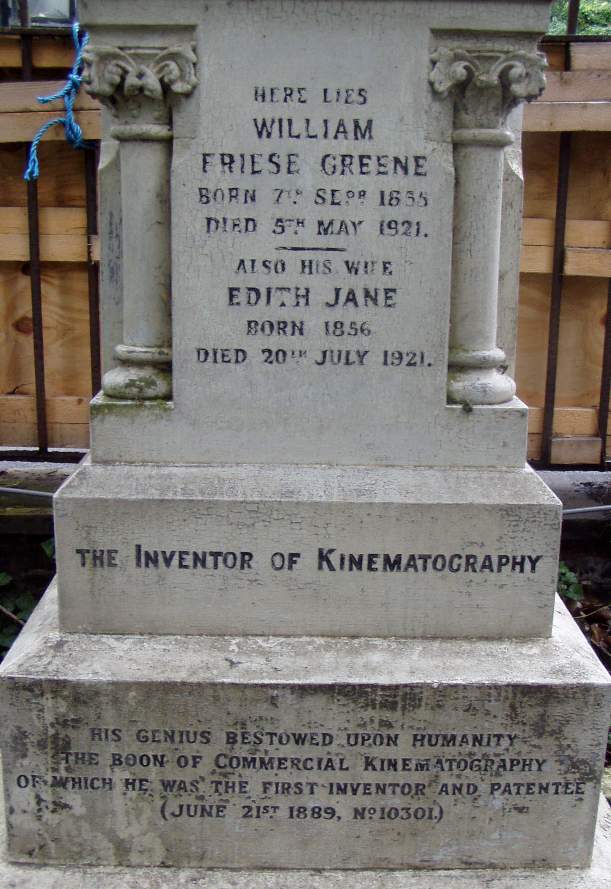 HERE LIES
WILLIAM
FRIESE GREENE
BORN 7TH SEPR 1855
DIED 5TH MAY 1921.
ALSO HIS WIFE
EDITH JANE
BORN 1856
DIED 20TH JULY 1921.
THE INVENTOR OF KINEMATOGRAPHY
HIS GENIUS BESTOWED UPON HUMANITY
THE BOON OF COMMERCIAL KINEMATOGRAPHY
OF WHICH HE WAS THE FIRST INVENTOR AND PATENTEE
(JUNE 21ST 1889, NO10301.)